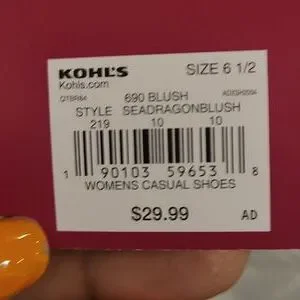 KOHL'S SIZE 6 1/2
Kohls.com
690 BLUSH
STYLE SEADRAGONBLUSH
219 10 10
1 90103 59653 8
WOMENS CASUAL SHOES
$29.99 AD